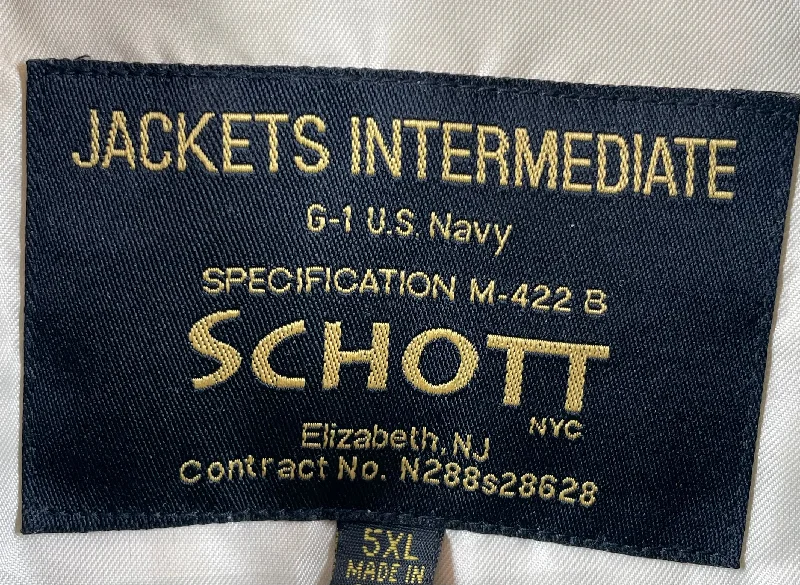 JACKETS INTERMEDIATE
G-1 U.S. Navy
SPECIFICATION M-422 B
SCHOTT
NYC
Elizabeth, NJ
Contract No. N288s28628
5XL
MADE IN